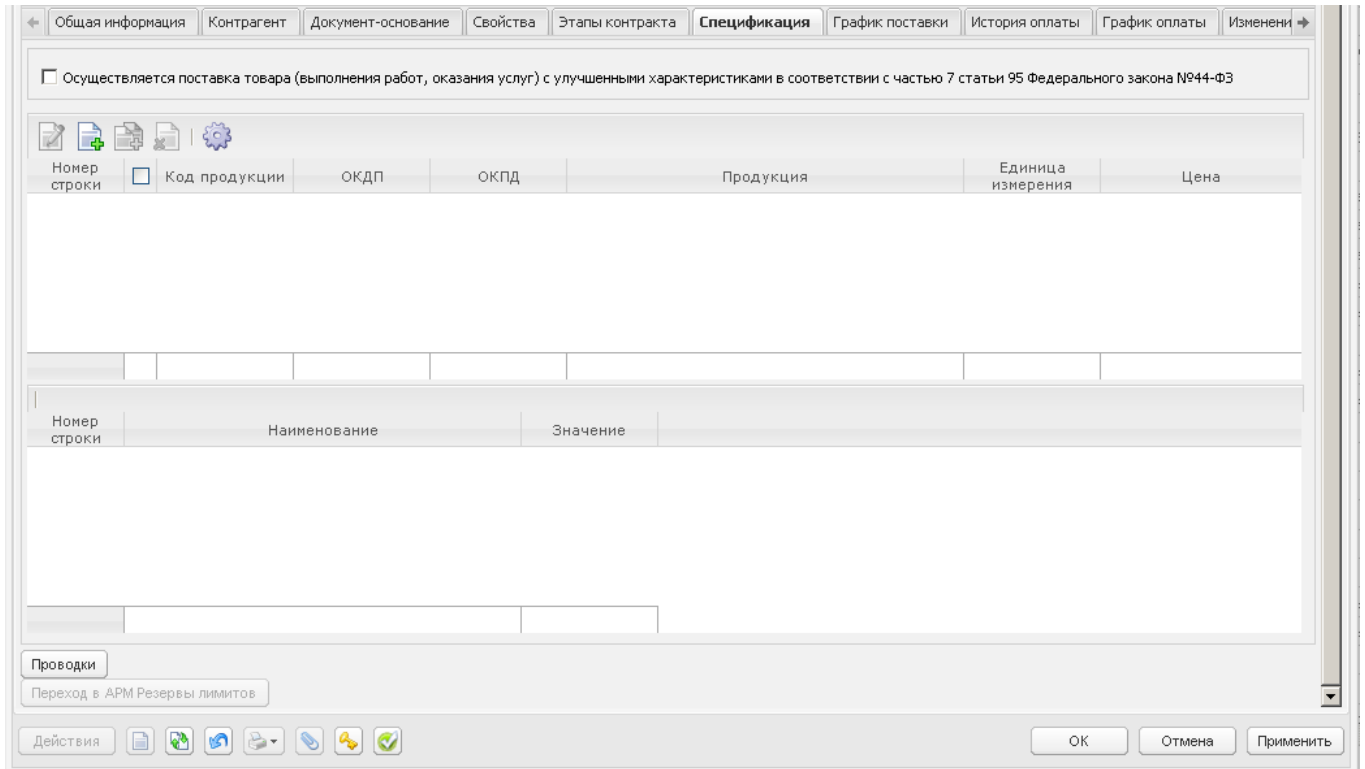 Общая информация Контрагент Документ-основание Свойства Этапы контракта Спецификация График поставки История оплаты График оплаты Изменени
Осуществляется поставка товара (выполнения работ, оказания услуг) с улучшенными характеристиками в соответствии с частью 7 статьи 95 Федерального закона №44-ФЗ
Номер строки Код продукции ОКДП ОКПД Продукция Единица измерения Цена
Номер строки Наименование Значение
Проводки
Переход в АРМ Резервы лимитов
Действия ОК Отмена Применить